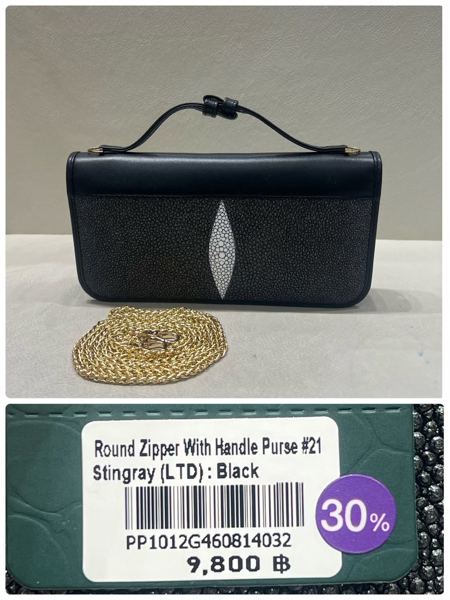 Round Zipper With Handle Purse #21
Stingray (LTD) : Black
30%
PP1012G460814032
9,800 ฿